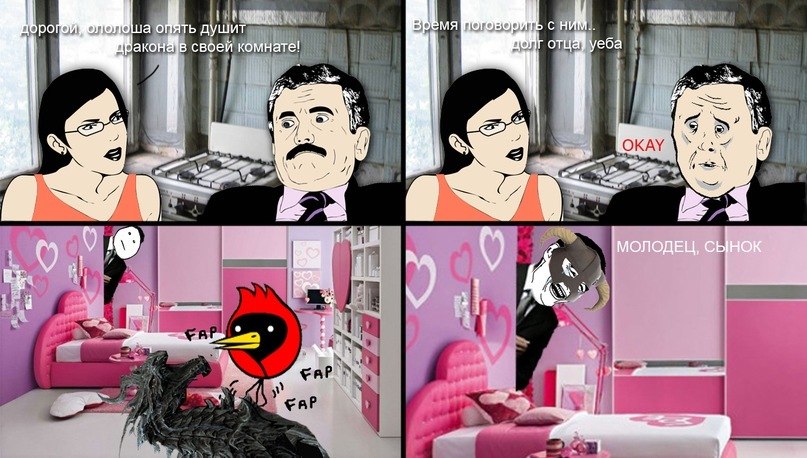 дорогой, ололоша опять душит
дракона в своей комнате!
Время поговорить с ним..
долг отца, уеба
OKAY
FAP
FAP
FAP
МОЛОДЕЦ, СЫНОК